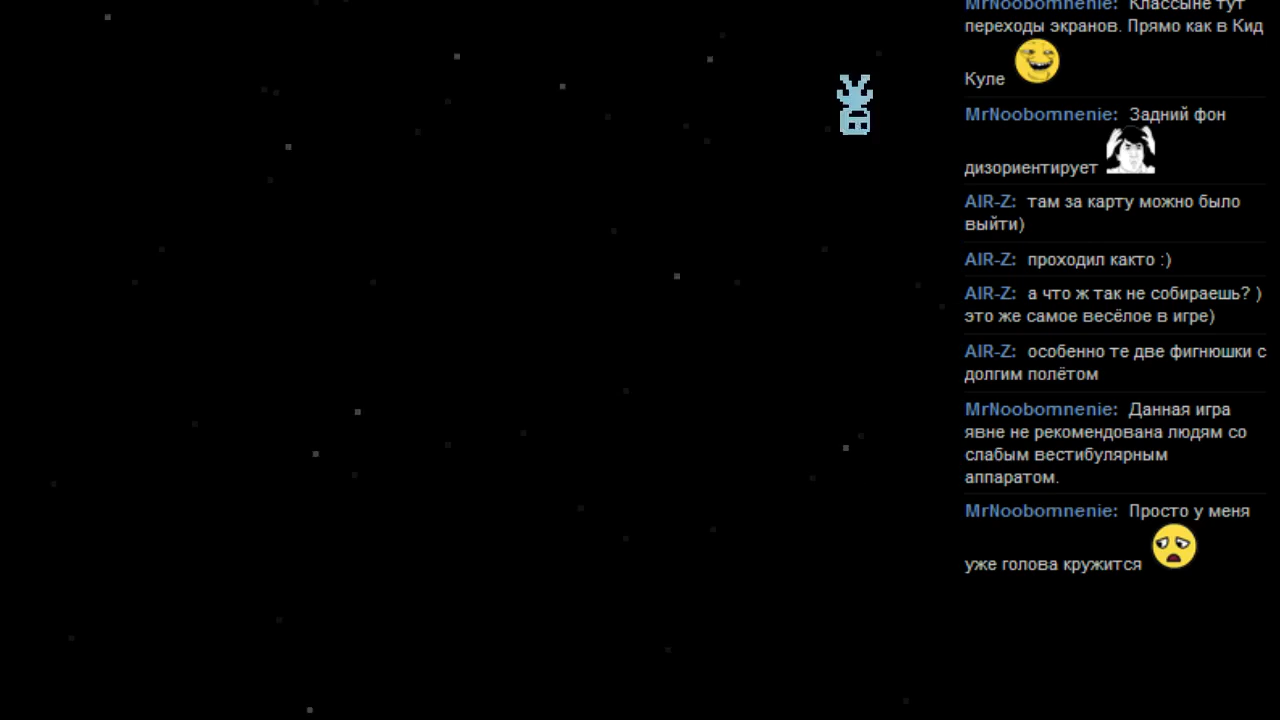 MrNoobomnenie: Классыне тут
переходы экранов. Прямо как в Кид
Куле
MrNoobomnenie: Задний фон
дизориентирует
AIR-Z: там за карту можно было
выйти)
AIR-Z: проходил както :)
AIR-Z: а что ж так не собираешь? )
это же самое весёлое в игре)
AIR-Z: особенно те две фигнюшки с
долгим полётом
MrNoobomnenie: Данная игра
явне не рекомендована людям со
слабым вестибулярным
аппаратом.
MrNoobomnenie: Просто у меня
уже голова кружится